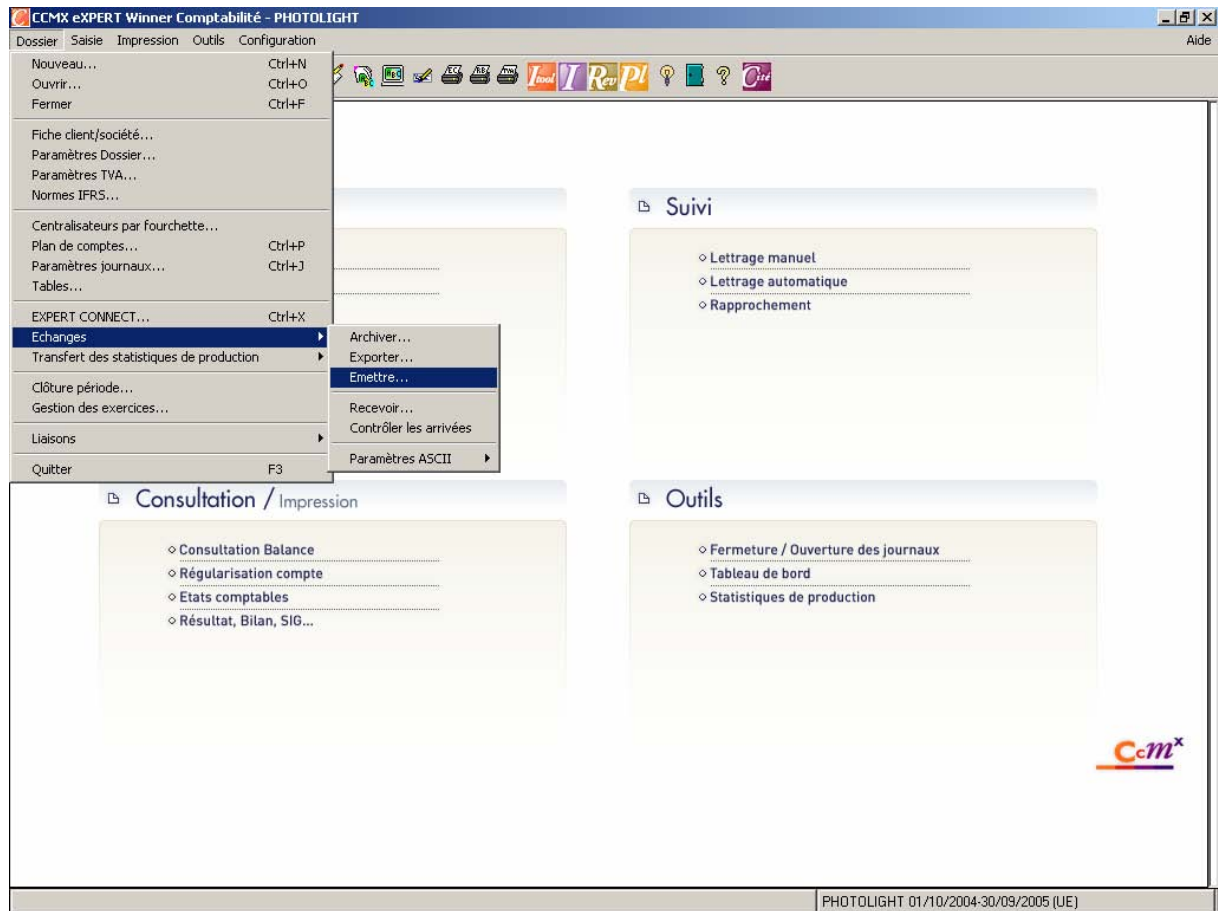 CCMX eXPERT Winner Comptabilité - PHOTOLIGHT
Dossier Saisie Impression Outils Configuration Aide
Nouveau... Ctrl+N
Ouvrir... Ctrl+O
Fermer Ctrl+F
Fiche client/société...
Paramètres Dossier...
Paramètres TVA...
Normes IFRS...
Centralisateurs par fourchette...
Plan de comptes... Ctrl+P
Paramètres journaux... Ctrl+J
Tables...
EXPERT CONNECT... Ctrl+X
Echanges
Transfert des statistiques de production
Clôture période...
Gestion des exercices...
Liaisons
Quitter F3
Archiver...
Exporter...
Emettre...
Recevoir...
Contrôler les arrivées
Paramètres ASCII
Itool I Rev Pl ? Cité
Suivi
Lettrage manuel
Lettrage automatique
Rapprochement
Consultation / Impression
Consultation Balance
Régularisation compte
Etats comptables
Résultat, Bilan, SIG...
Outils
Fermeture / Ouverture des journaux
Tableau de bord
Statistiques de production
CcMx
PHOTOLIGHT 01/10/2004-30/09/2005 (UE)